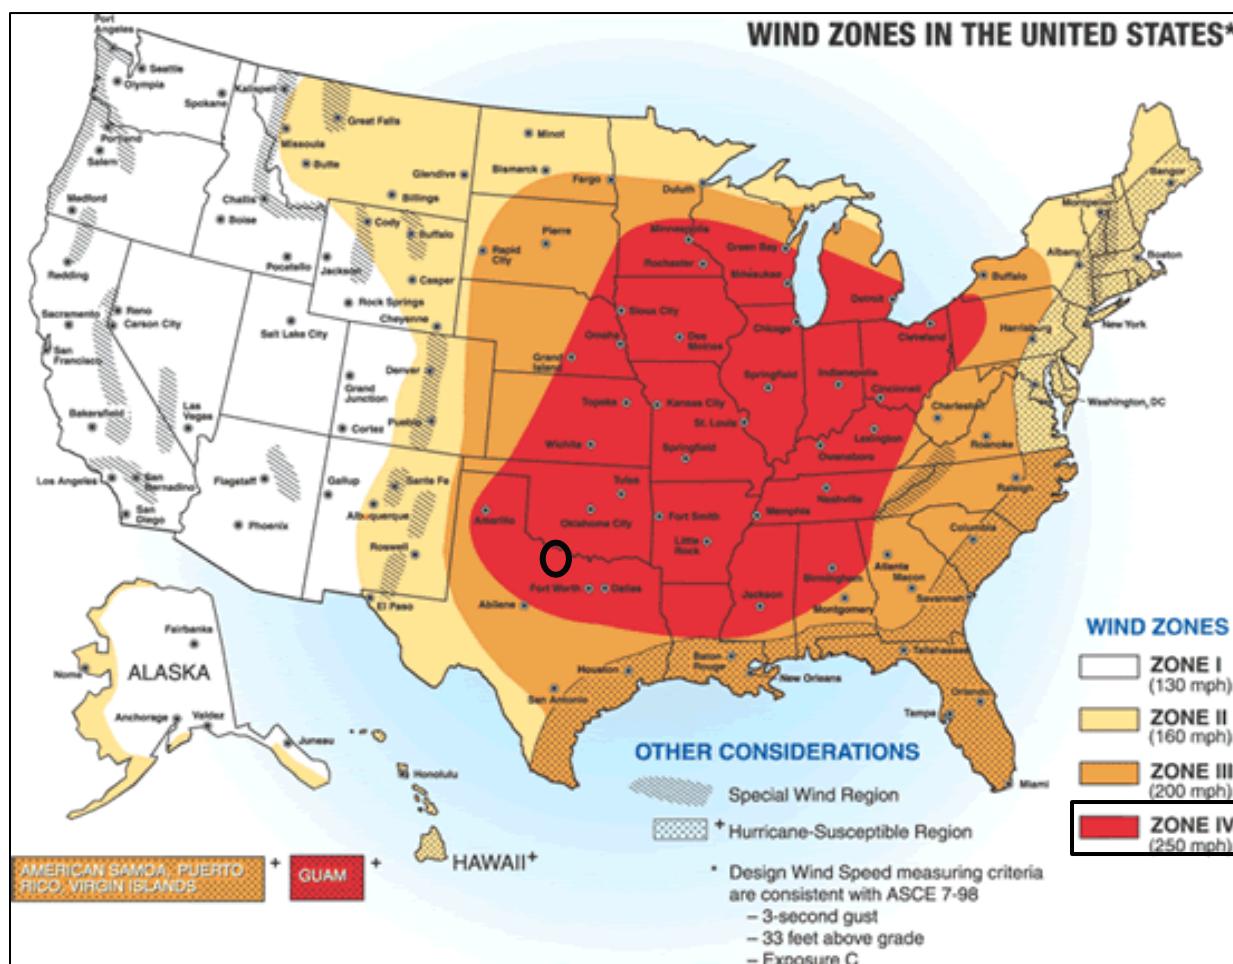 WIND ZONES IN THE UNITED STATES*
Port
Angeles
Seattle
Olympia
Spokane
Kalispell
Great Falls
Missoula
Butte
Portland
Salem
Medford
Challis
Boise
Pocatello
Glendive
Billings
Cody
Buffalo
Jackson
Casper
Rock Springs
Cheyenne
Minot
Bismarck
Fargo
Pierre
Rapid
City
Duluth
Minneapolis
Rochester
Green Bay
Milwaukee
Detroit
Chicago
Cleveland
Buffalo
Albany
Montpelier
Bangor
Boston
New York
Harrisburg
Washington, DC
Redding
Sacramento
Reno
Carson City
San
Francisco
Salt Lake City
Bakersfield
Las
Vegas
Los Angeles
San
Bernadino
San
Diego
Flagstaff
Phoenix
Grand
Junction
Cortez
Denver
Pueblo
Gallup
Sante Fe
Albuquerque
Roswell
El Paso
Sioux City
Omaha
Des
Moines
Grand
Island
Topeka
Kansas City
Wichita
Springfield
St. Louis
Springfield
Indianapolis
Cincinnati
Lexington
Owensboro
Charleston
Roanoke
Raleigh
Columbia
Nashville
Memphis
Tulsa
Oklahoma City
Fort Smith
Little
Rock
Amarillo
Fort Worth
Dallas
Abilene
Jackson
Birmingham
Montgomery
Atlanta
Macon
Savannah
Tallahassee
Orlando
Tampa
Miami
Houston
San Antonio
Baton
Rouge
New Orleans
Fairbanks
ALASKA
Nome
Anchorage
Valdez
Juneau
Honolulu
HAWAII+
AMERICAN SAMOA, PUERTO
RICO, VIRGIN ISLANDS
+
GUAM
+
WIND ZONES
ZONE I
(130 mph)
ZONE II
(160 mph)
ZONE III
(200 mph)
ZONE IV
(250 mph)
OTHER CONSIDERATIONS
Special Wind Region
+ Hurricane-Susceptible Region
* Design Wind Speed measuring criteria
are consistent with ASCE 7-98
– 3-second gust
– 33 feet above grade
– Exposure C